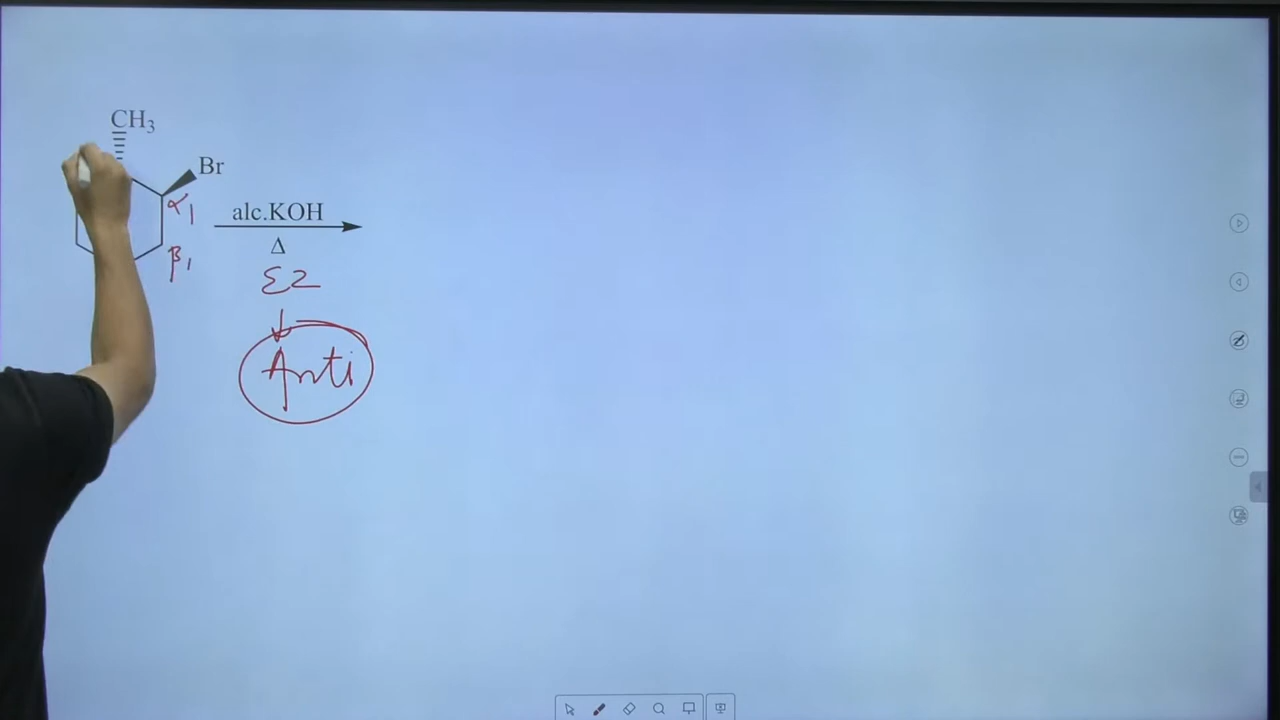 CH₃
Br
α1
alc.KOH
Δ
β1
E2
↓
Anti